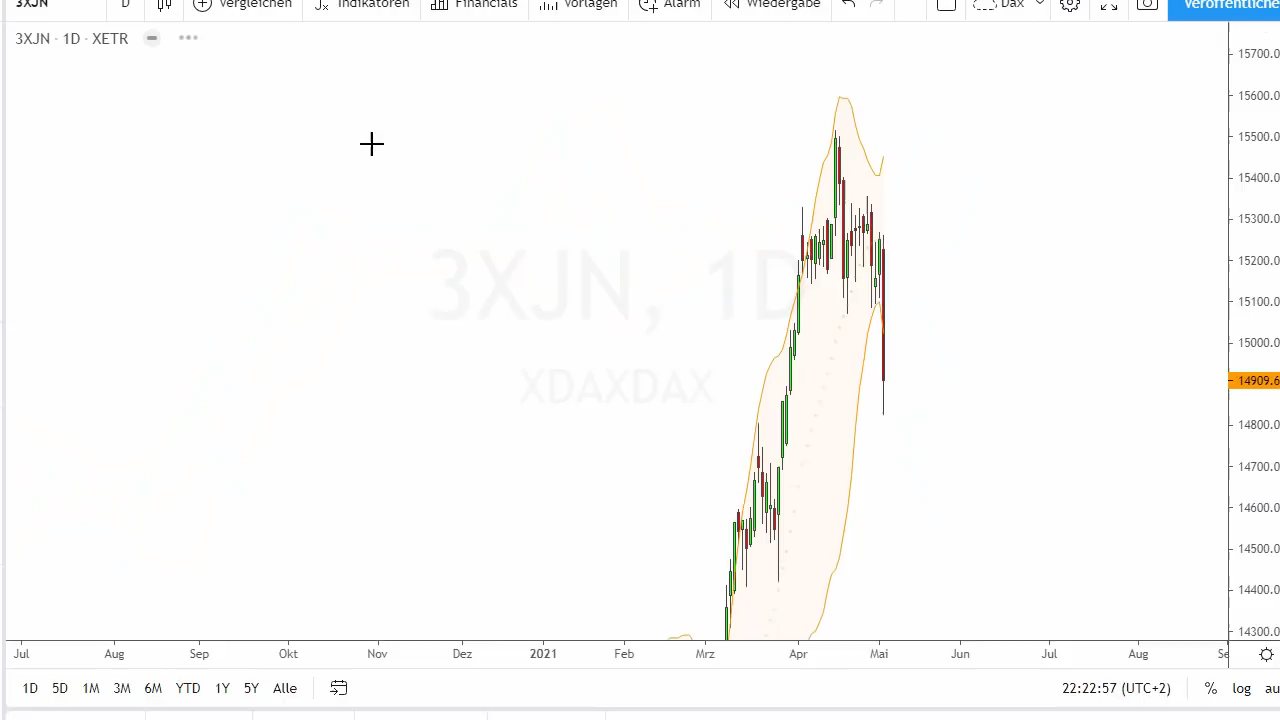 3XJN D Vergleichen Indikatoren Financials Vorlagen Alarm Wiedergabe Dax Veröffentliche
3XJN · 1D · XETR
3XJN, 1D
XDAXDAX
15700.0
15600.0
15500.0
15400.0
15300.0
15200.0
15100.0
15000.0
14909.6
14800.0
14700.0
14600.0
14500.0
14400.0
14300.0
Jul Aug Sep Okt Nov Dez 2021 Feb Mrz Apr Mai Jun Jul Aug Se
1D 5D 1M 3M 6M YTD 1Y 5Y Alle 22:22:57 (UTC+2) % log au